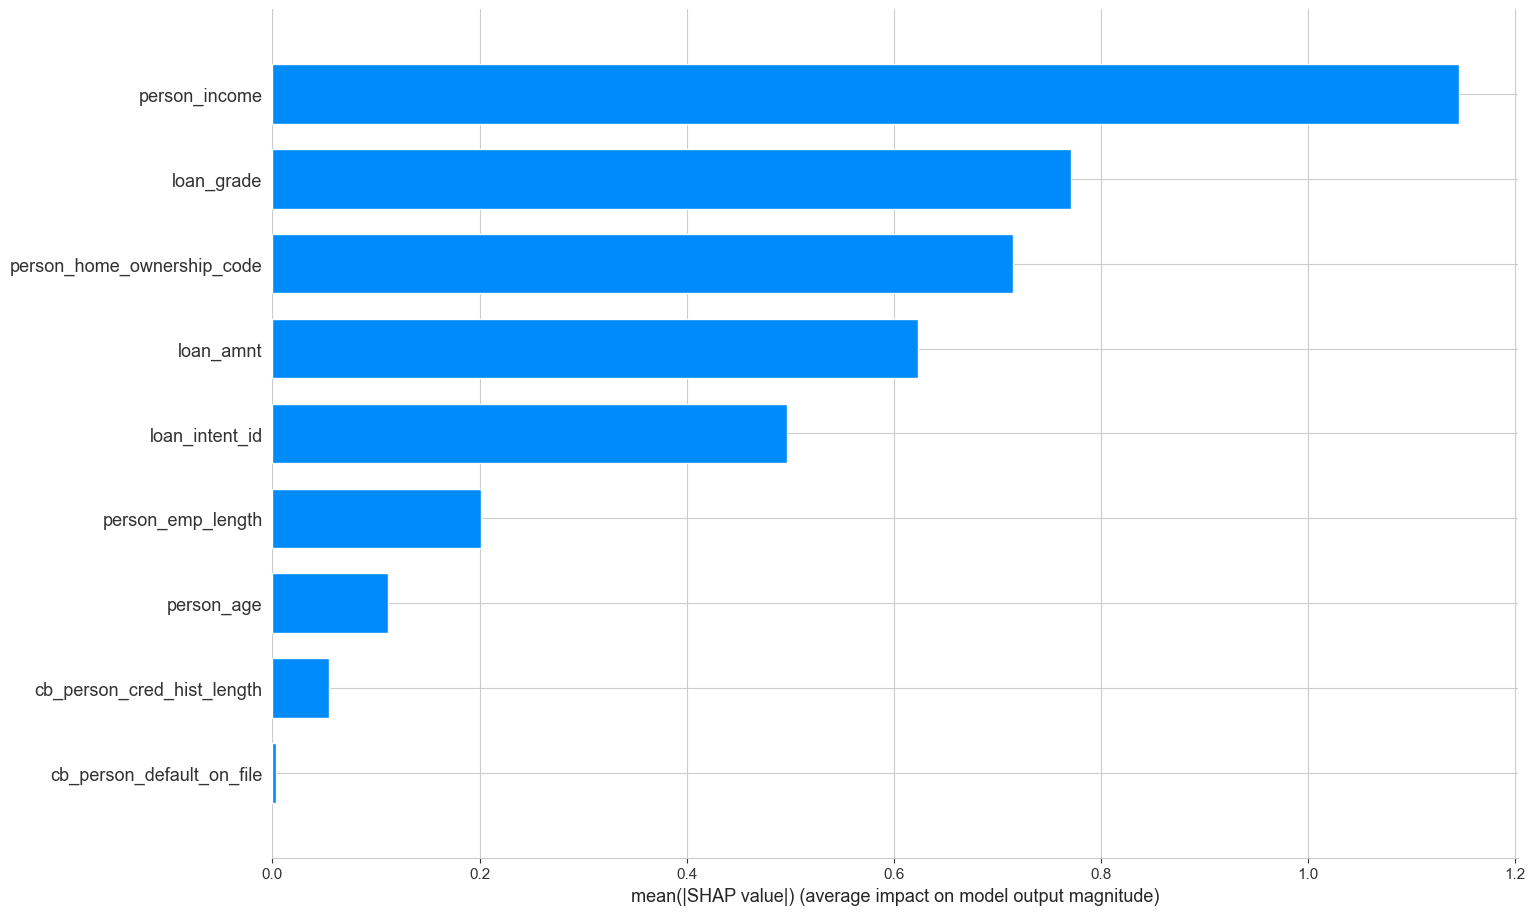 person_income
loan_grade
person_home_ownership_code
loan_amnt
loan_intent_id
person_emp_length
person_age
cb_person_cred_hist_length
cb_person_default_on_file
0.0 0.2 0.4 0.6 0.8 1.0 1.2
mean(|SHAP value|) (average impact on model output magnitude)